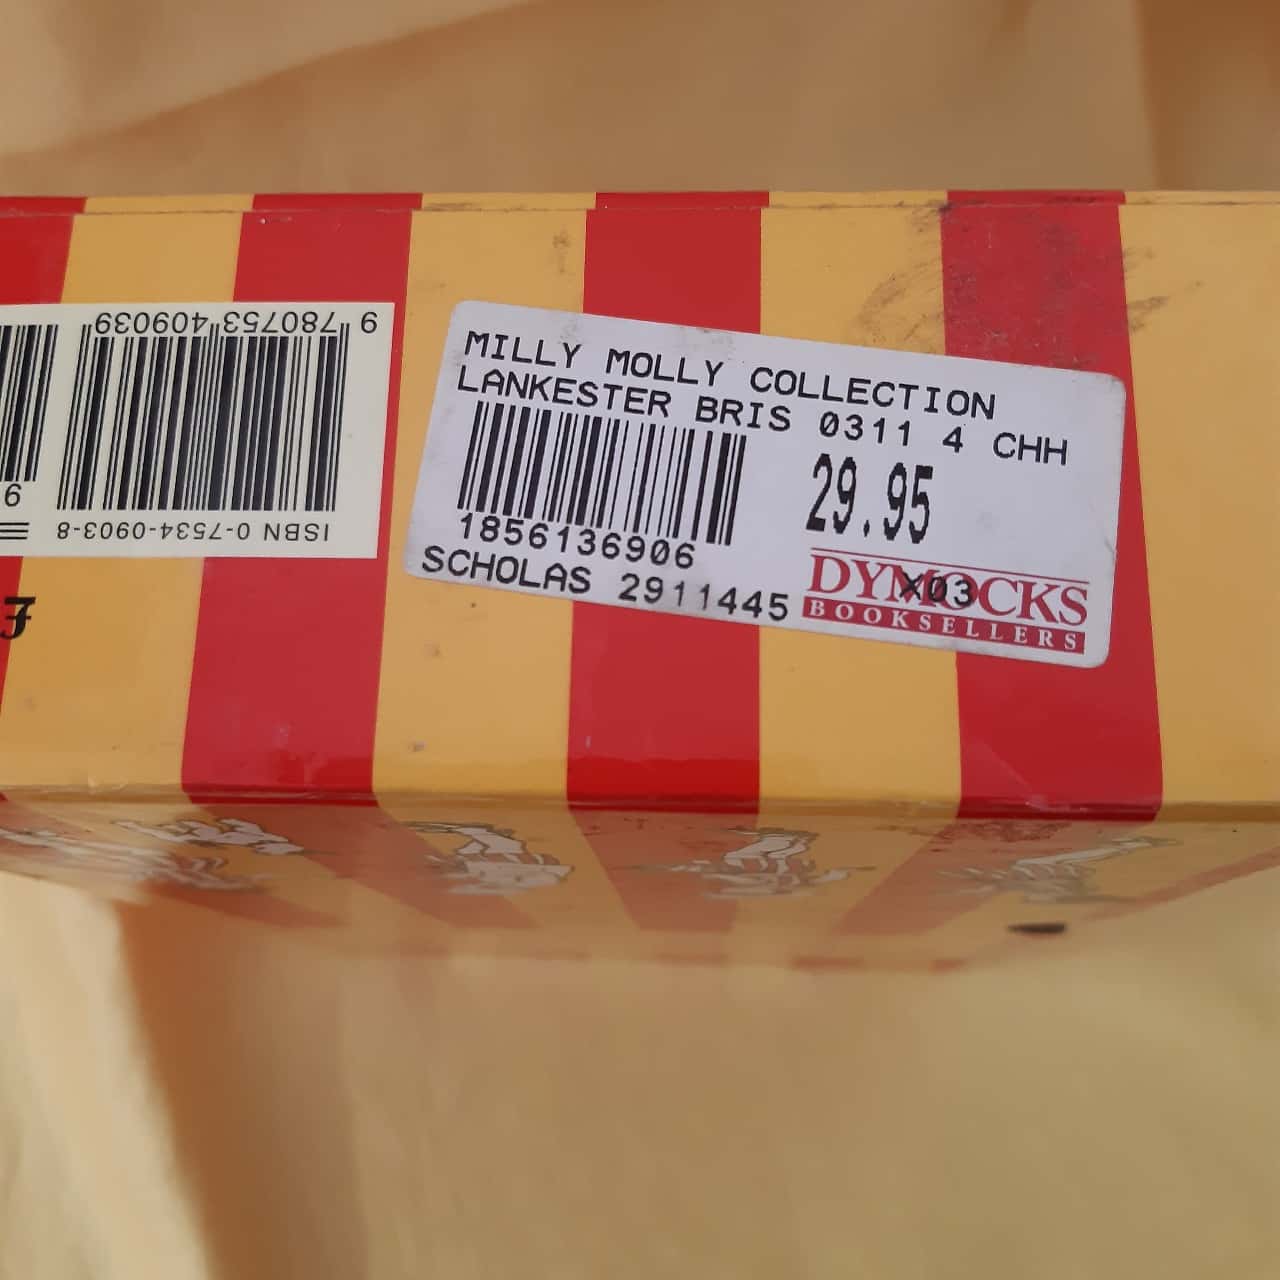 MILLY MOLLY COLLECTION
LANKESTER BRIS 0311 4 CHH
29.95
1856136906
SCHOLAS 2911445
DYMOCKS
X03
BOOKSELLERS
9 780753 409039
ISBN 0-7534-0903-8
9